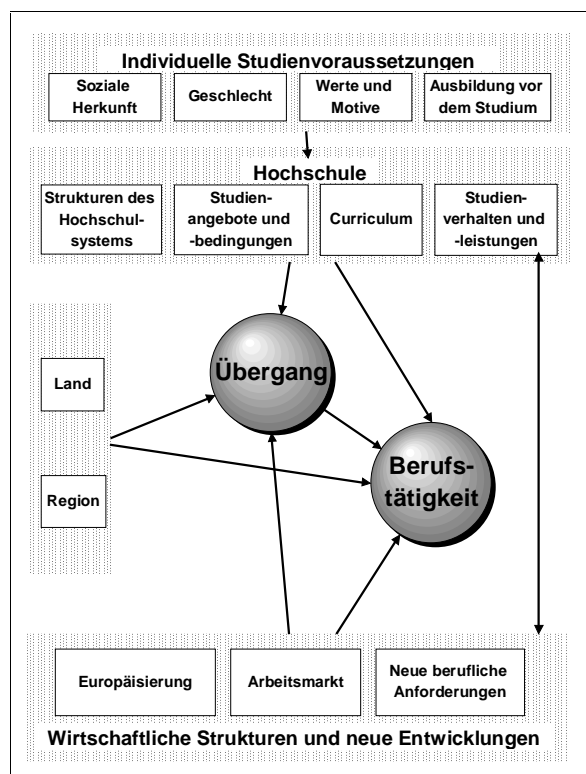 Individuelle Studienvoraussetzungen
Soziale
Herkunft
Geschlecht
Werte und
Motive
Ausbildung vor
dem Studium
Hochschule
Strukturen des
Hochschul-
systems
Studien-
angebote und
-bedingungen
Curriculum
Studien-
verhalten und
-leistungen
Land
Region
Übergang
Berufs-
tätigkeit
Europäisierung
Arbeitsmarkt
Neue berufliche
Anforderungen
Wirtschaftliche Strukturen und neue Entwicklungen